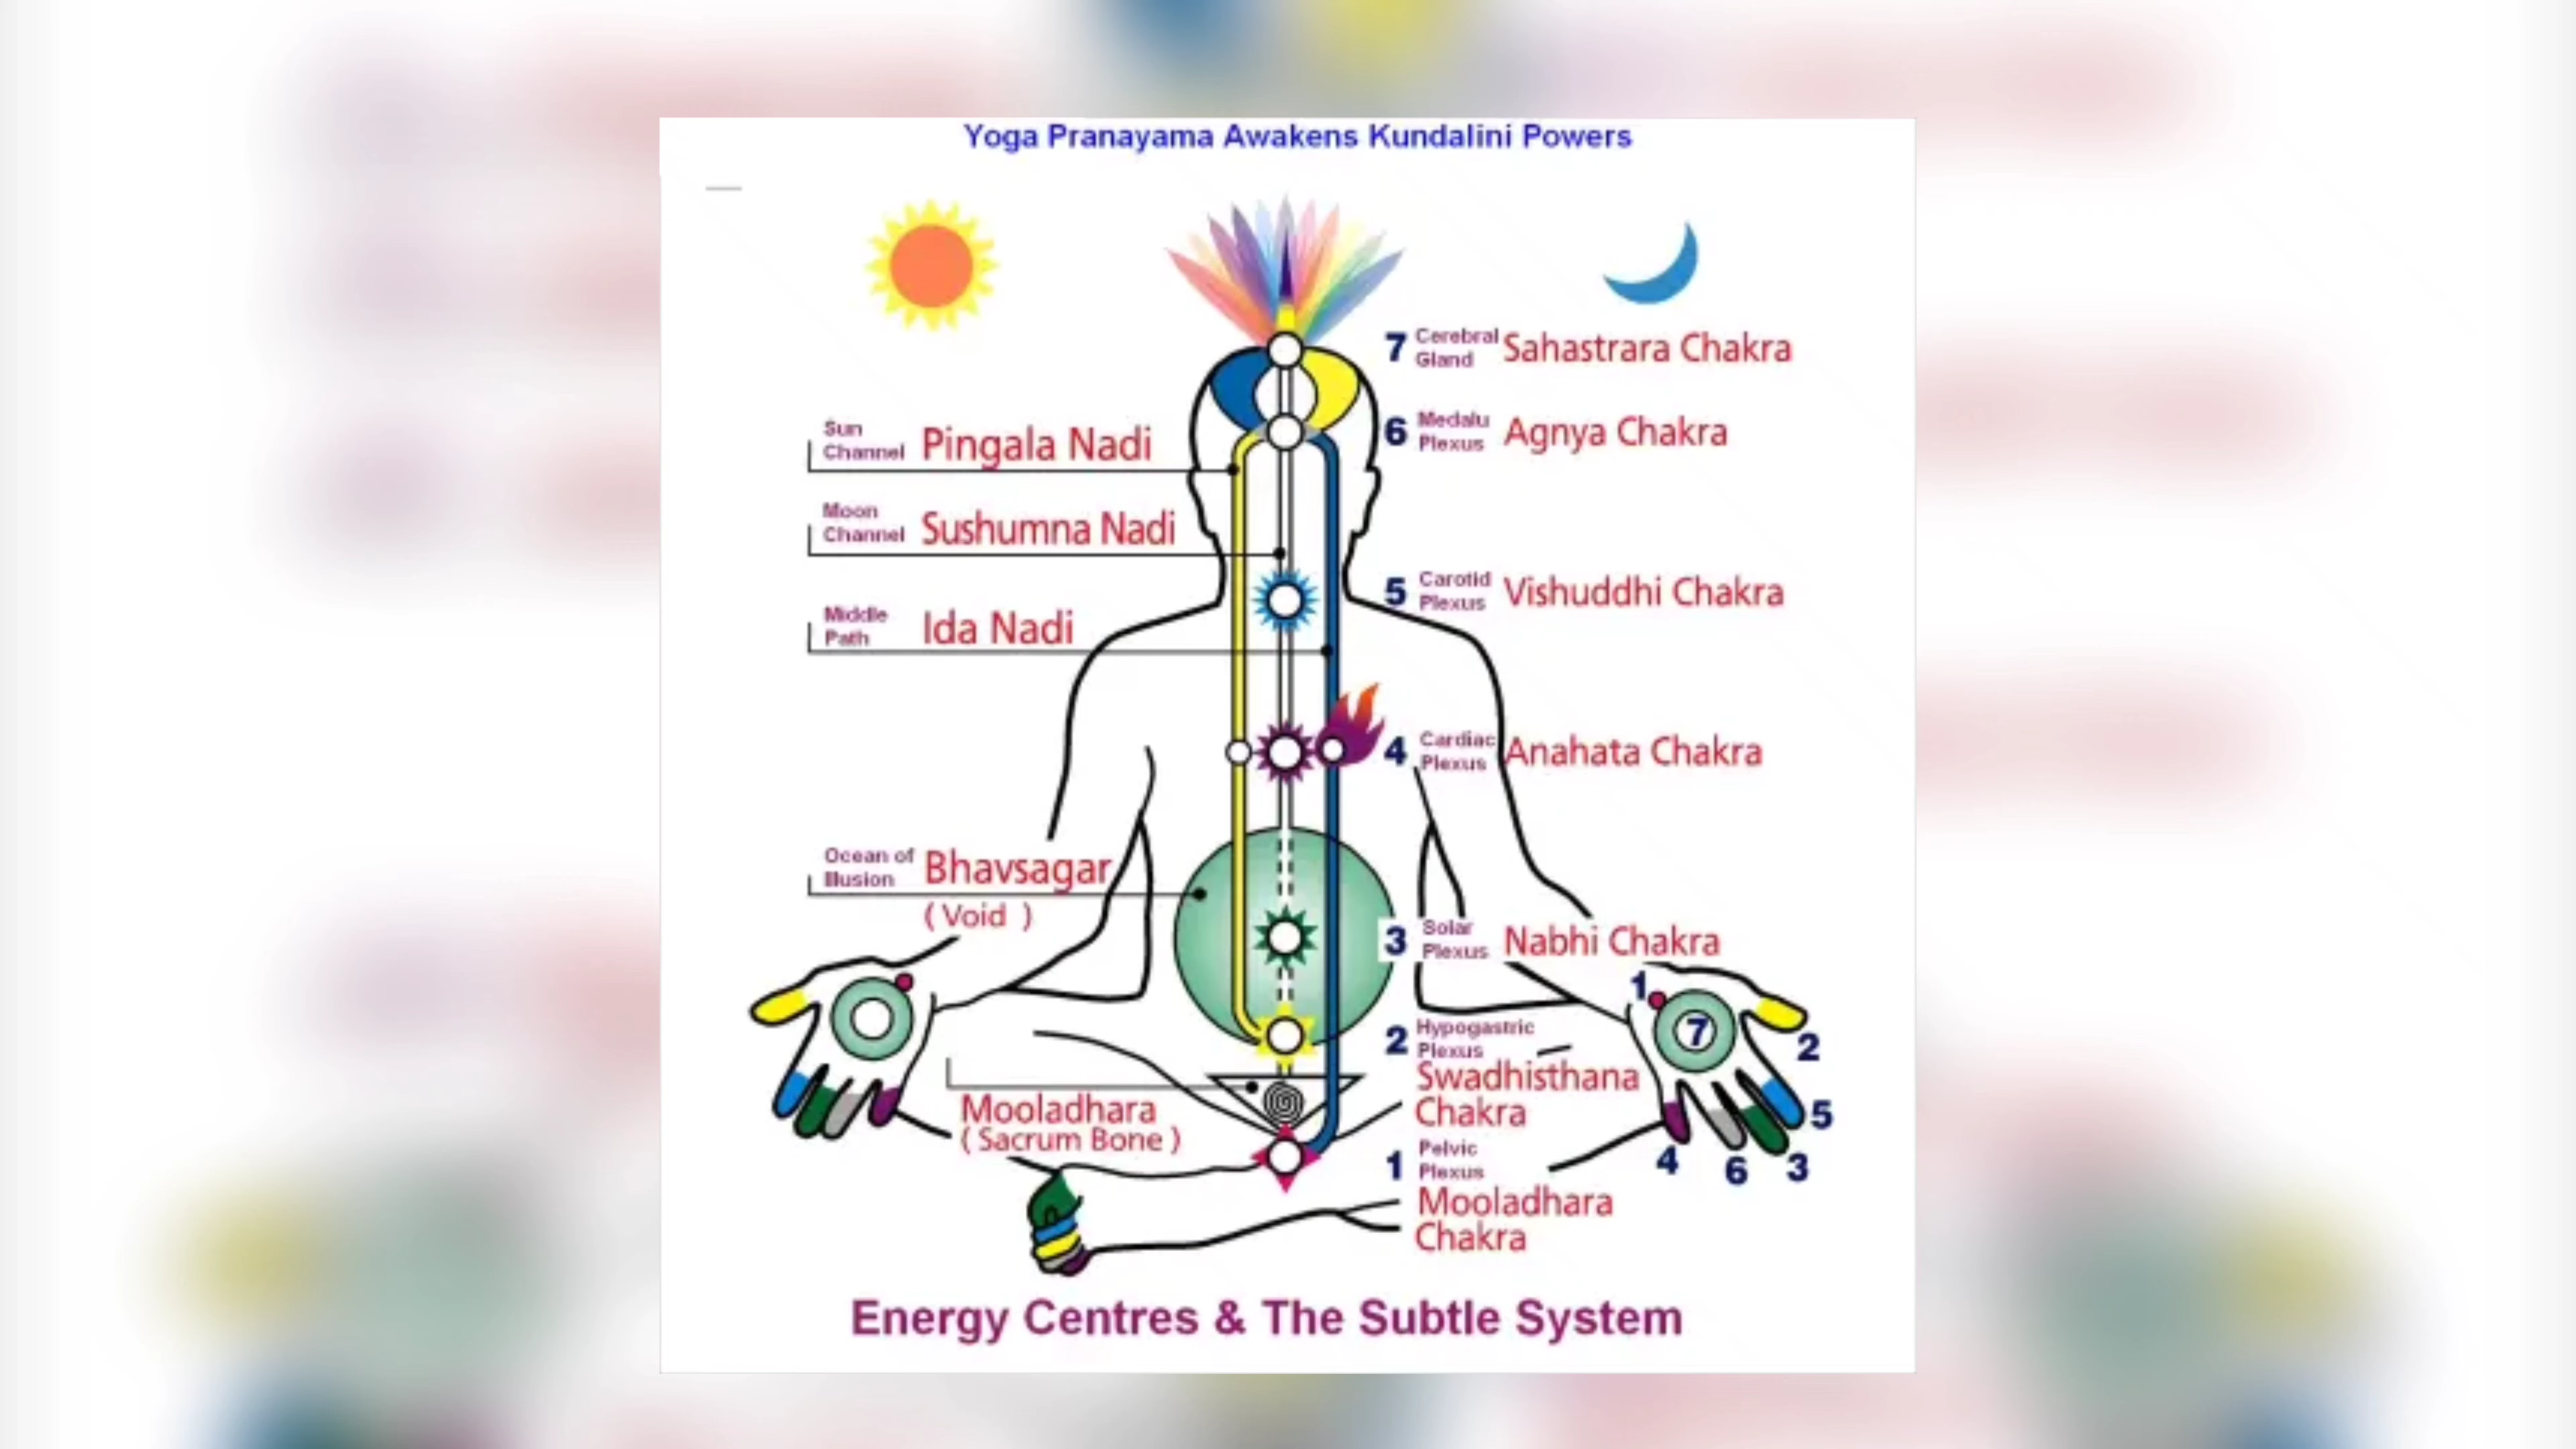 Yoga Pranayama Awakens Kundalini Powers
7 Cerebral Gland Sahastrara Chakra
Sun Channel Pingala Nadi
6 Medalu Plexus Agnya Chakra
Moon Channel Sushumna Nadi
5 Carotid Plexus Vishuddhi Chakra
Middle Path Ida Nadi
4 Cardiac Plexus Anahata Chakra
Ocean of Illusion Bhavsagar
( Void )
3 Solar Plexus Nabhi Chakra
1
7
2
5
4
6
3
2 Hypogastric Plexus
Swadhisthana
Chakra
Mooladhara
( Sacrum Bone )
1 Pelvic Plexus
Mooladhara
Chakra
Energy Centres & The Subtle System